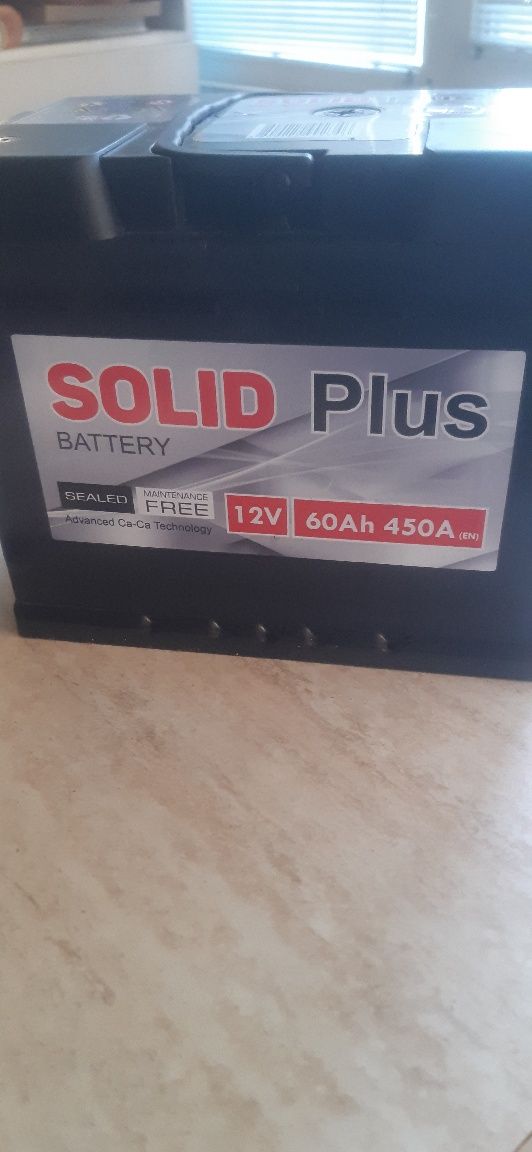 SOLID Plus
BATTERY
SEALED MAINTENANCE FREE
Advanced Ca-Ca Technology
12V 60Ah 450A (EN)